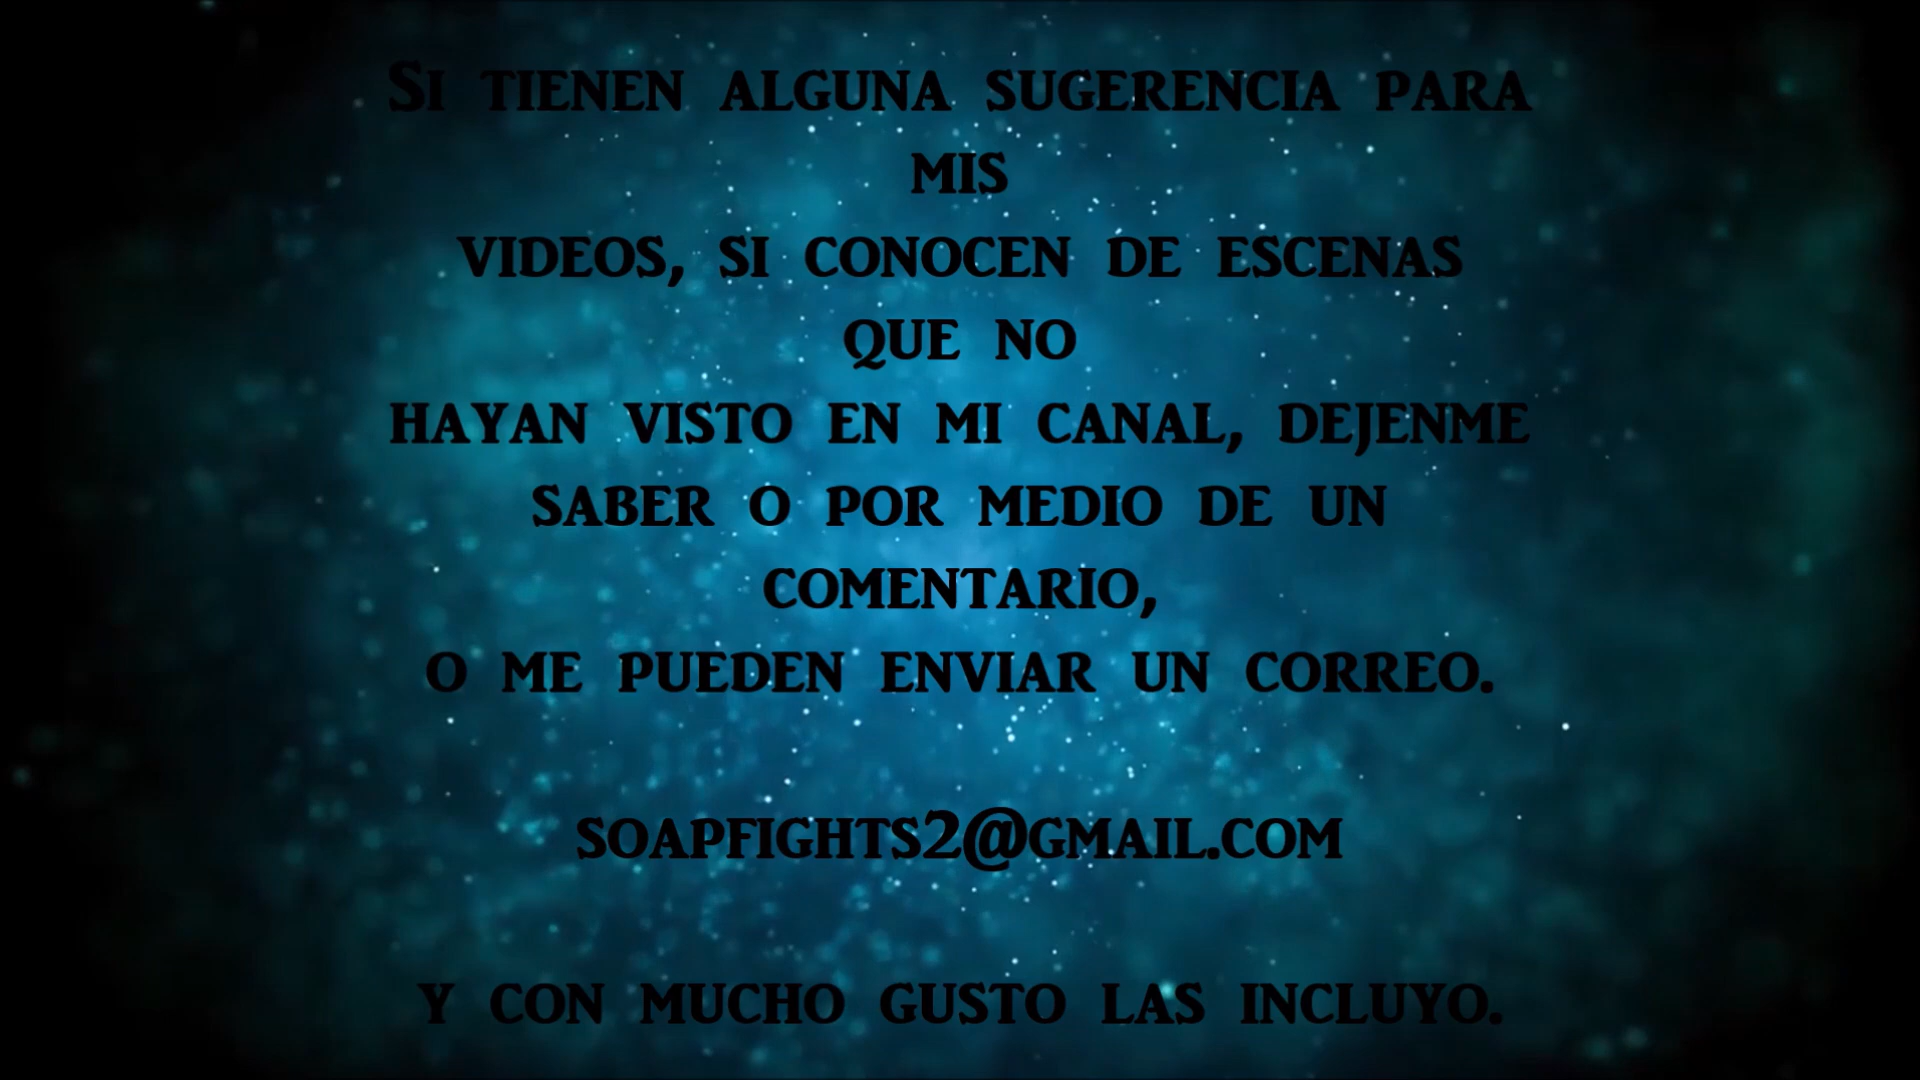 Si tienen alguna sugerencia para
mis
videos, si conocen de escenas
que no
hayan visto en mi canal, dejenme
saber o por medio de un
comentario,
o me pueden enviar un correo.
soapfights2@gmail.com
y con mucho gusto las incluyo.